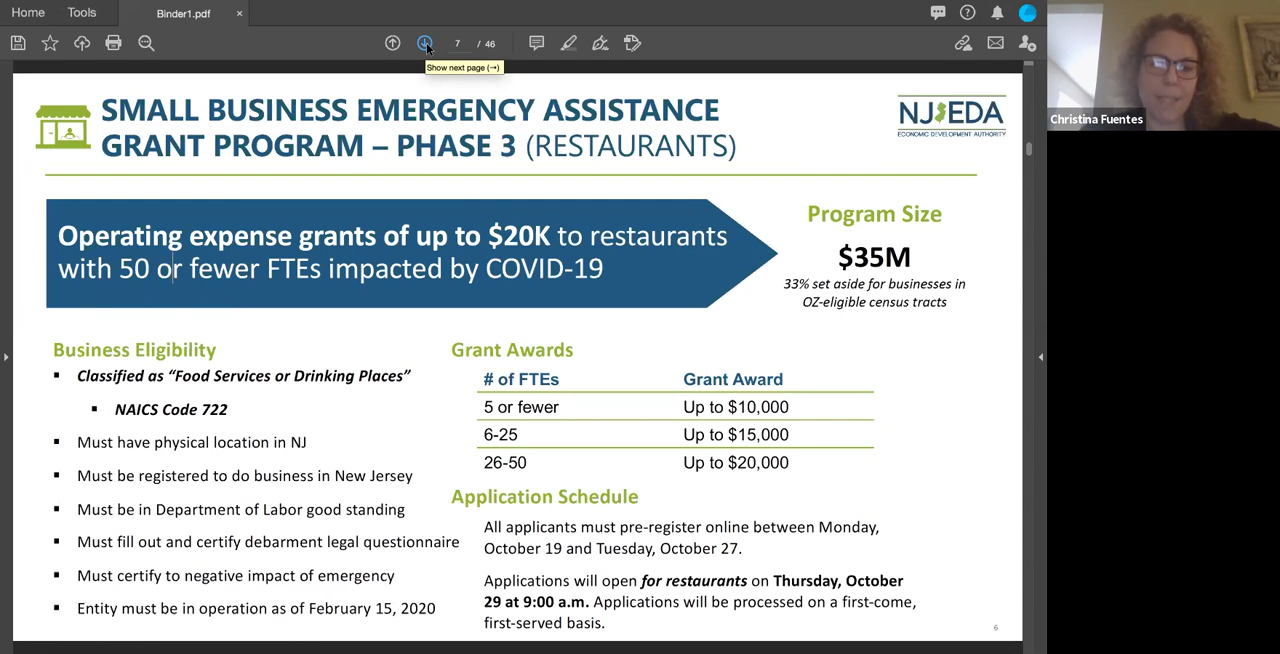 Home Tools Binder1.pdf ×
7 / 46
Show next page (→)
Christina Fuentes
SMALL BUSINESS EMERGENCY ASSISTANCE
GRANT PROGRAM – PHASE 3 (RESTAURANTS)
NJEDA
ECONOMIC DEVELOPMENT AUTHORITY
Operating expense grants of up to $20K to restaurants
with 50 or fewer FTEs impacted by COVID-19
Program Size
$35M
33% set aside for businesses in
OZ-eligible census tracts
Business Eligibility
▪ Classified as “Food Services or Drinking Places”
▪ NAICS Code 722
▪ Must have physical location in NJ
▪ Must be registered to do business in New Jersey
▪ Must be in Department of Labor good standing
▪ Must fill out and certify debarment legal questionnaire
▪ Must certify to negative impact of emergency
▪ Entity must be in operation as of February 15, 2020
Grant Awards
# of FTEs Grant Award
5 or fewer Up to $10,000
6-25 Up to $15,000
26-50 Up to $20,000
Application Schedule
All applicants must pre-register online between Monday,
October 19 and Tuesday, October 27.
Applications will open for restaurants on Thursday, October
29 at 9:00 a.m. Applications will be processed on a first-come,
first-served basis.
6